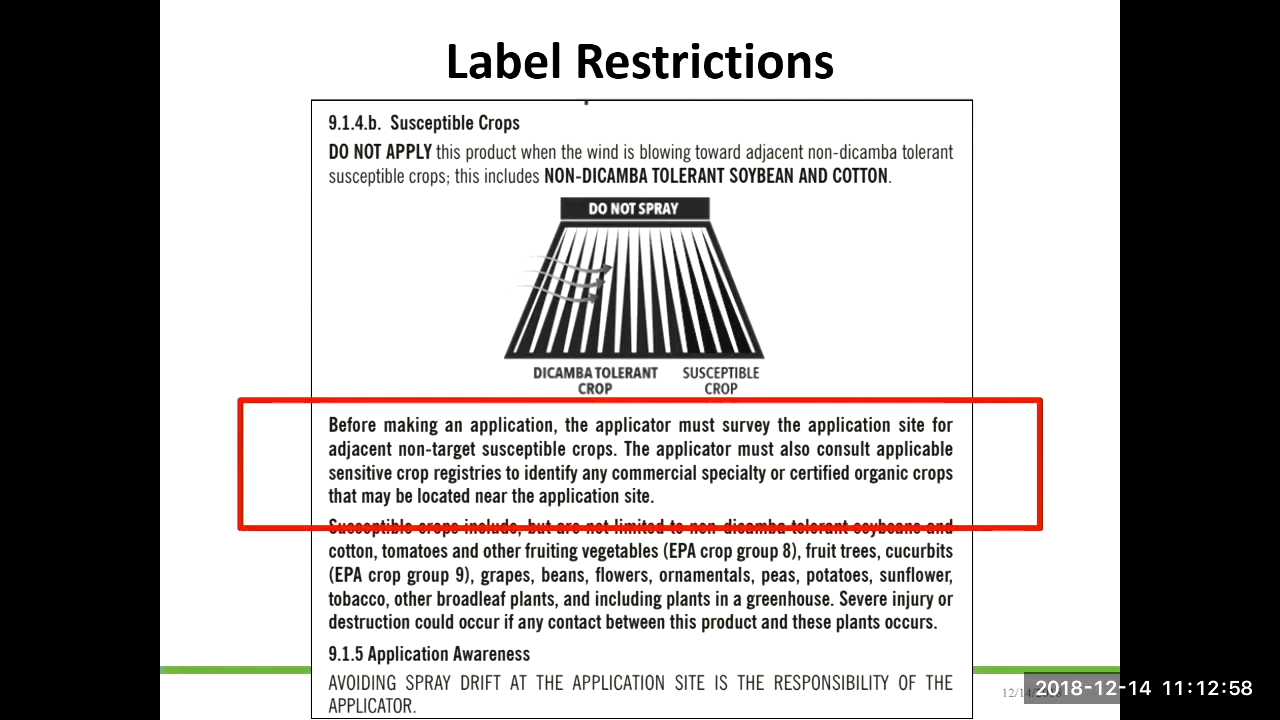 Label Restrictions
9.1.4.b. Susceptible Crops
DO NOT APPLY this product when the wind is blowing toward adjacent non-dicamba tolerant
susceptible crops; this includes NON-DICAMBA TOLERANT SOYBEAN AND COTTON.
DO NOT SPRAY
DICAMBA TOLERANT CROP
SUSCEPTIBLE CROP
Before making an application, the applicator must survey the application site for
adjacent non-target susceptible crops. The applicator must also consult applicable
sensitive crop registries to identify any commercial specialty or certified organic crops
that may be located near the application site.
Susceptible crops include, but are not limited to non-dicamba tolerant soybeans and
cotton, tomatoes and other fruiting vegetables (EPA crop group 8), fruit trees, cucurbits
(EPA crop group 9), grapes, beans, flowers, ornamentals, peas, potatoes, sunflower,
tobacco, other broadleaf plants, and including plants in a greenhouse. Severe injury or
destruction could occur if any contact between this product and these plants occurs.
9.1.5 Application Awareness
AVOIDING SPRAY DRIFT AT THE APPLICATION SITE IS THE RESPONSIBILITY OF THE
APPLICATOR.
2018-12-14 11:12:58